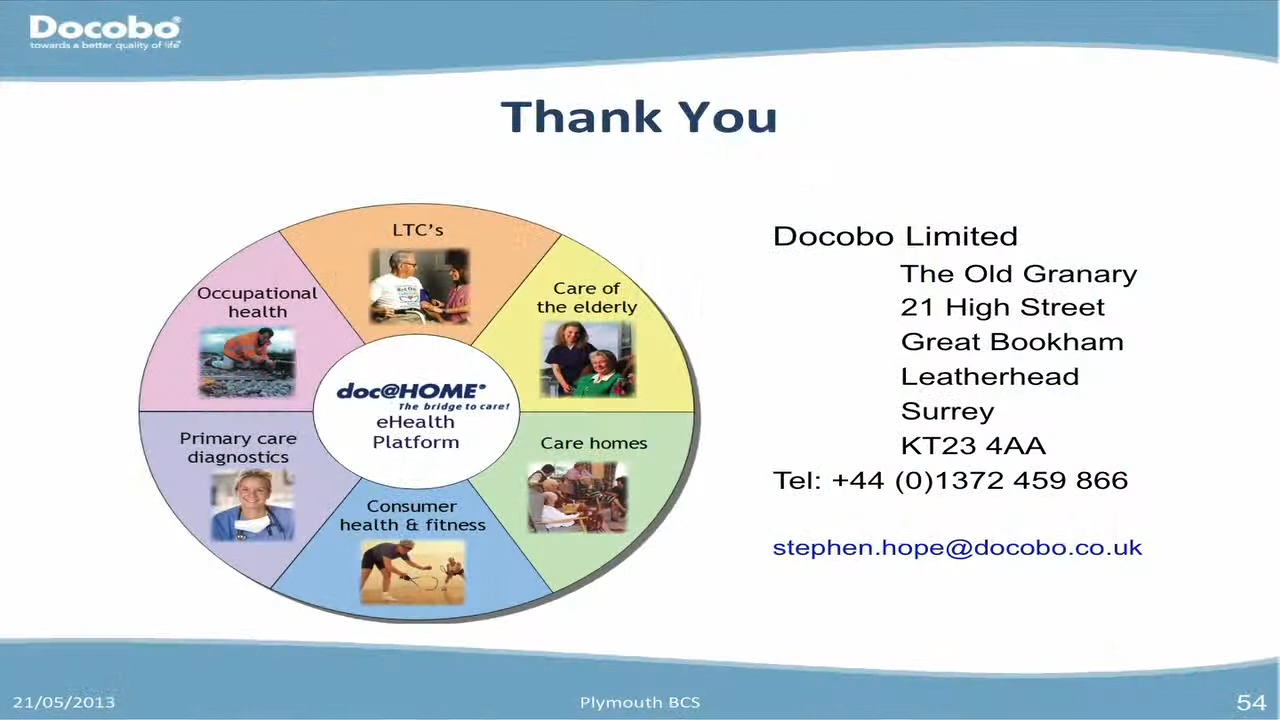 Docobo®
towards a better quality of life®
Thank You
LTC's
Care of
the elderly
Care homes
Consumer
health & fitness
Primary care
diagnostics
Occupational
health
doc@HOME®
The bridge to care!
eHealth
Platform
Docobo Limited
The Old Granary
21 High Street
Great Bookham
Leatherhead
Surrey
KT23 4AA
Tel: +44 (0)1372 459 866
stephen.hope@docobo.co.uk
21/05/2013
Plymouth BCS
54